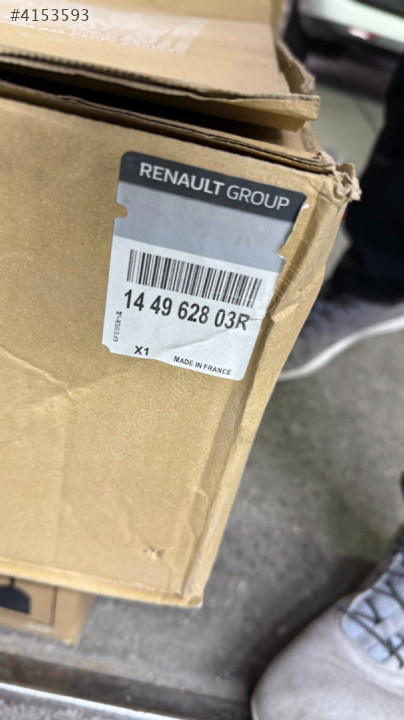 #4153593
RENAULT GROUP
14 49 628 03R
X1
MADE IN FRANCE